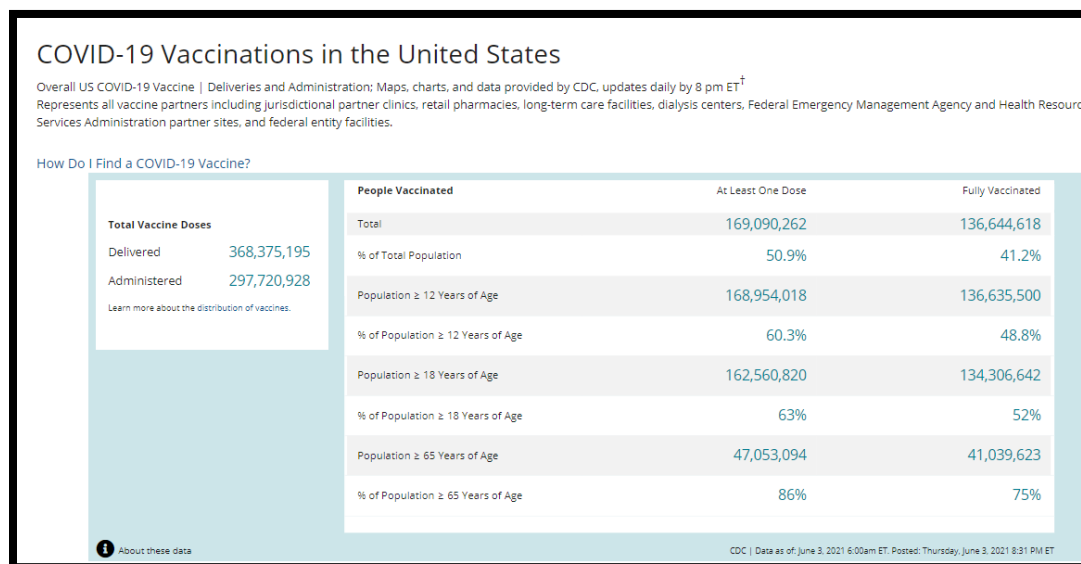 COVID-19 Vaccinations in the United States
Overall US COVID-19 Vaccine | Deliveries and Administration; Maps, charts, and data provided by CDC, updates daily by 8 pm ET†
Represents all vaccine partners including jurisdictional partner clinics, retail pharmacies, long-term care facilities, dialysis centers, Federal Emergency Management Agency and Health Resourc
Services Administration partner sites, and federal entity facilities.
How Do I Find a COVID-19 Vaccine?
Total Vaccine Doses
Delivered 368,375,195
Administered 297,720,928
Learn more about the distribution of vaccines.
People Vaccinated At Least One Dose Fully Vaccinated
Total 169,090,262 136,644,618
% of Total Population 50.9% 41.2%
Population ≥ 12 Years of Age 168,954,018 136,635,500
% of Population ≥ 12 Years of Age 60.3% 48.8%
Population ≥ 18 Years of Age 162,560,820 134,306,642
% of Population ≥ 18 Years of Age 63% 52%
Population ≥ 65 Years of Age 47,053,094 41,039,623
% of Population ≥ 65 Years of Age 86% 75%
About these data
CDC | Data as of: June 3, 2021 6:00am ET. Posted: Thursday, June 3, 2021 8:31 PM ET